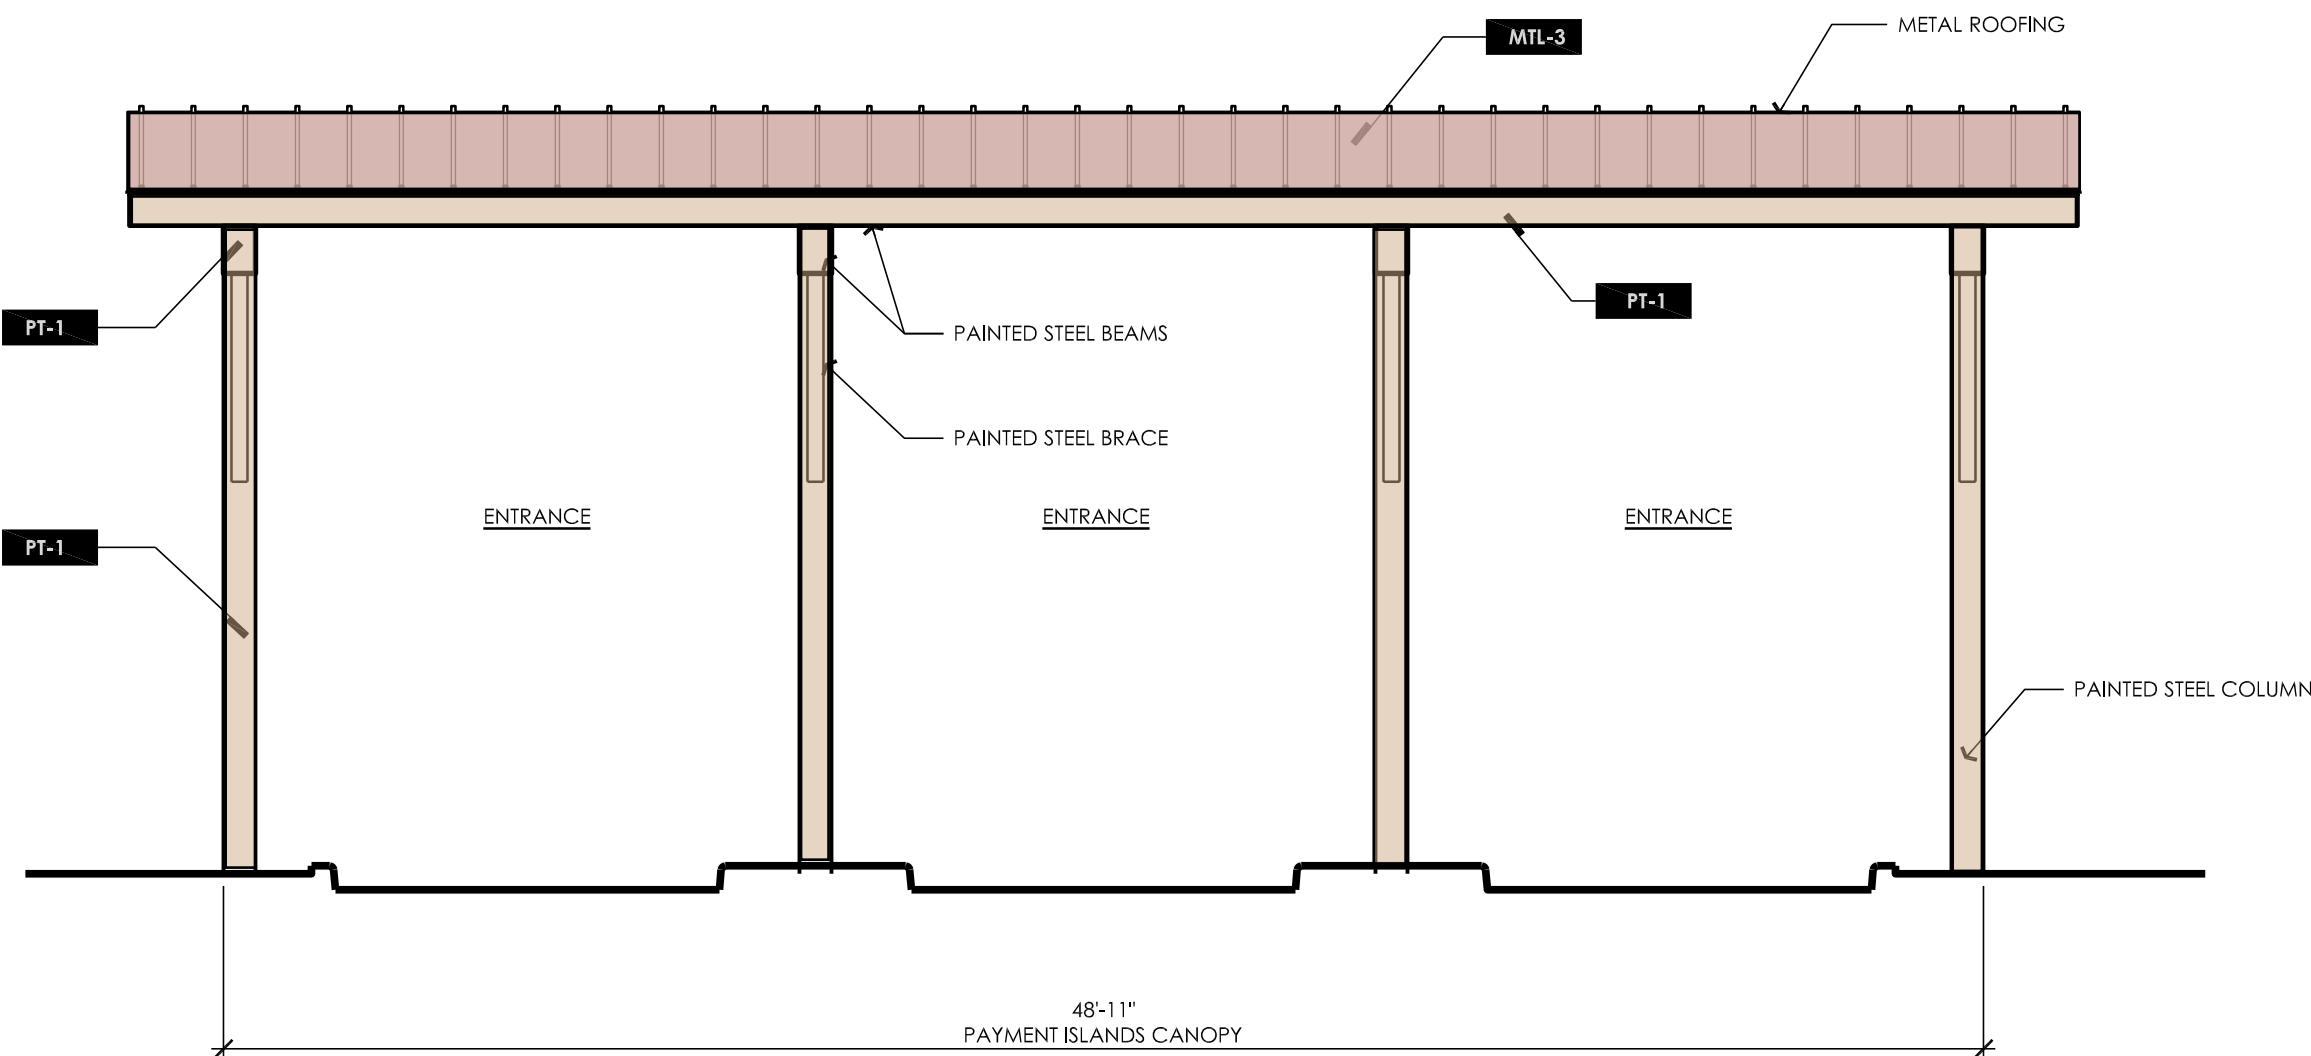 METAL ROOFING
MTL-3
PT-1
PT-1
PAINTED STEEL BEAMS
PAINTED STEEL BRACE
ENTRANCE
ENTRANCE
ENTRANCE
PT-1
PAINTED STEEL COLUMN
48'-11"
PAYMENT ISLANDS CANOPY